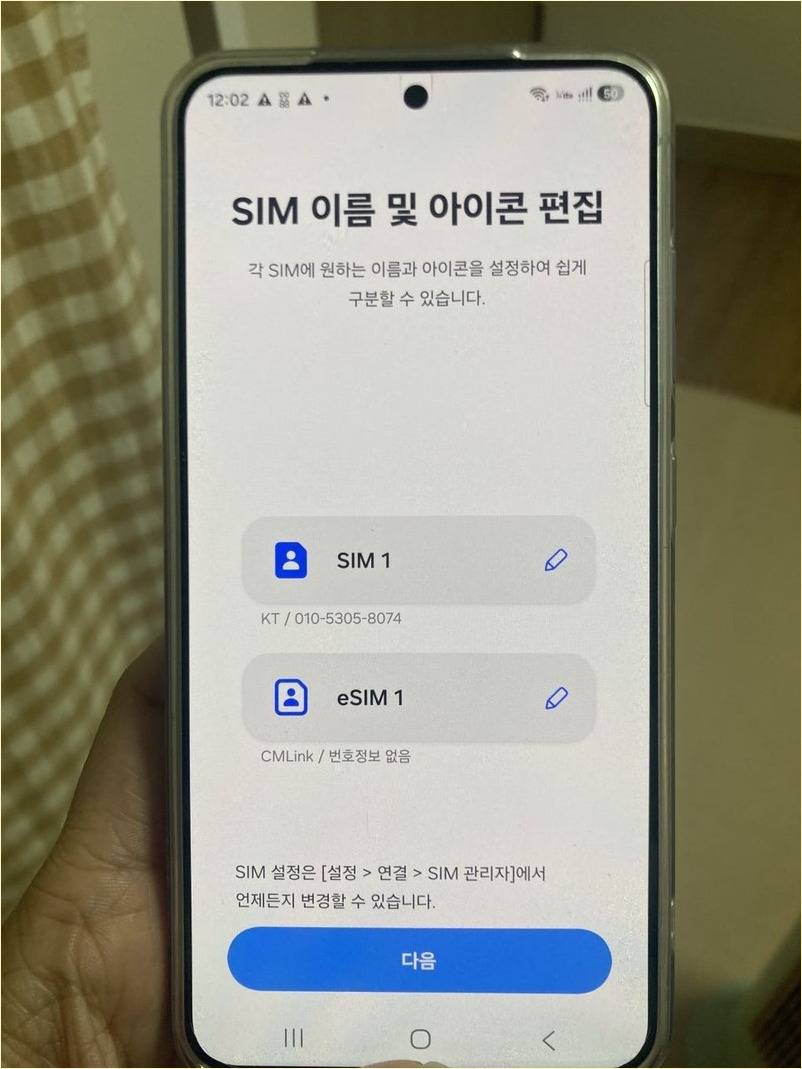 12:02
50
SIM 이름 및 아이콘 편집
각 SIM에 원하는 이름과 아이콘을 설정하여 쉽게
구분할 수 있습니다.
SIM 1
KT / 010-5305-8074
eSIM 1
CMLink / 번호정보 없음
SIM 설정은 [설정 > 연결 > SIM 관리자]에서
언제든지 변경할 수 있습니다.
다음